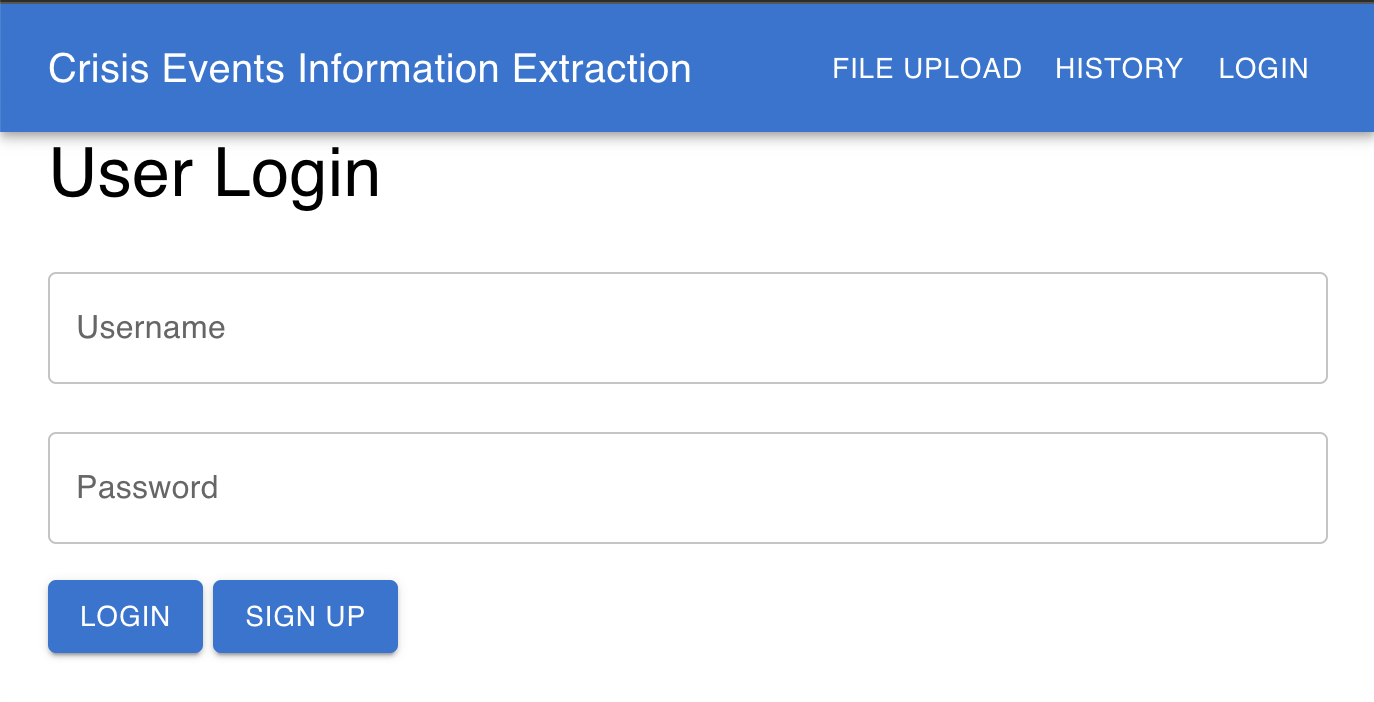 Crisis Events Information Extraction FILE UPLOAD HISTORY LOGIN
User Login
Username
Password
LOGIN SIGN UP